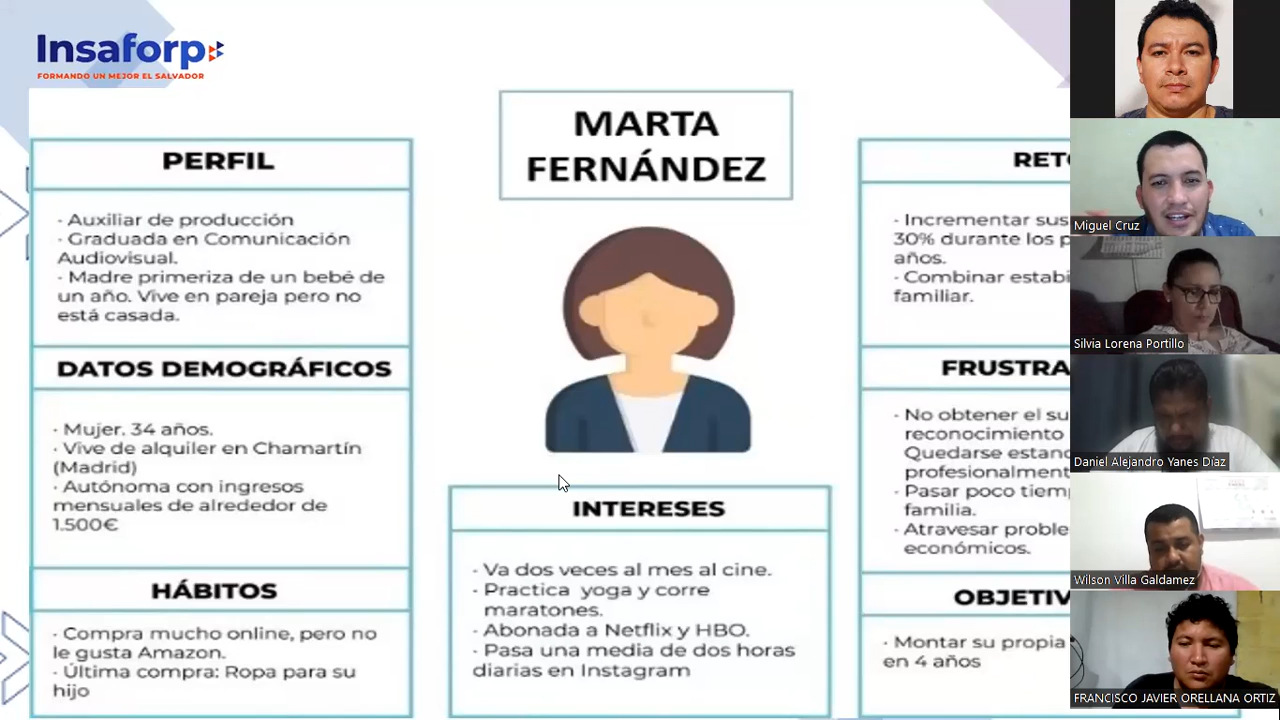 Insaforp
FORMANDO UN MEJOR EL SALVADOR
MARTA
FERNÁNDEZ
PERFIL
· Auxiliar de producción
· Graduada en Comunicación
Audiovisual.
· Madre primeriza de un bebé de
un año. Vive en pareja pero no
está casada.
DATOS DEMOGRÁFICOS
· Mujer. 34 años.
· Vive de alquiler en Chamartín
(Madrid)
· Autónoma con ingresos
mensuales de alrededor de
1.500€
HÁBITOS
· Compra mucho online, pero no
le gusta Amazon.
· Última compra: Ropa para su
hijo
INTERESES
· Va dos veces al mes al cine.
· Practica yoga y corre
maratones.
· Abonada a Netflix y HBO.
· Pasa una media de dos horas
diarias en Instagram
RETO
· Incrementar sus
30% durante los p
años.
· Combinar estabi
familiar.
FRUSTRA
· No obtener el su
reconocimiento
Quedarse estanc
profesionalment
· Pasar poco tiemp
familia.
· Atravesar proble
económicos.
OBJETIV
· Montar su propia
en 4 años
Miguel Cruz
Silvia Lorena Portillo
Daniel Alejandro Yanes Díaz
Wilson Villa Galdamez
FRANCISCO JAVIER ORELLANA ORTIZ